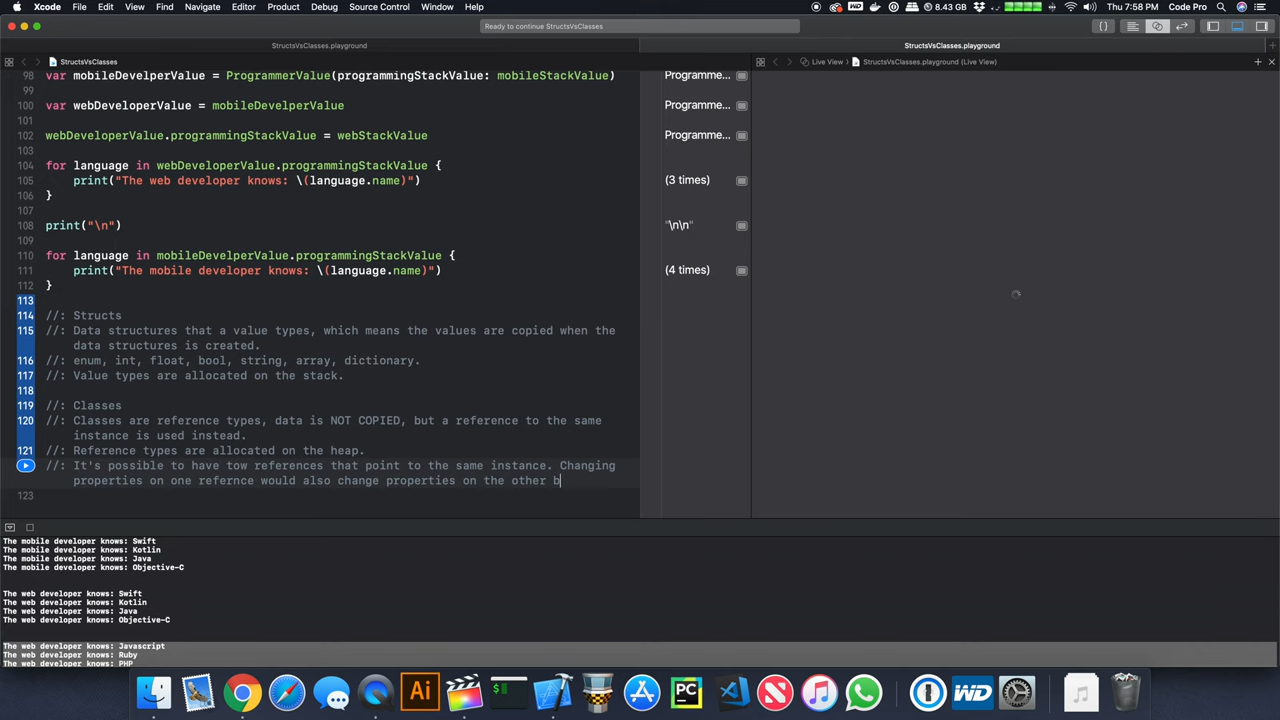 Xcode File Edit View Find Navigate Editor Product Debug Source Control Window Help 8.43 GB Sun 7:58 PM Code Pro
Ready to continue StructsVsClasses
StructsVsClasses.playground StructsVsClasses.playground
StructsVsClasses Live View StructsVsClasses.playground (Live View)
98 var mobileDevelperValue = ProgrammerValue(programmingStackValue: mobileStackValue) Programme...
99
100 var webDeveloperValue = mobileDevelperValue Programme...
101
102 webDeveloperValue.programmingStackValue = webStackValue Programme...
103
104 for language in webDeveloperValue.programmingStackValue {
105 print("The web developer knows: \(language.name)") (3 times)
106 }
107
108 print("\n") "\n\n"
109
110 for language in mobileDevelperValue.programmingStackValue {
111 print("The mobile developer knows: \(language.name)") (4 times)
112 }
113
114 //: Structs
115 //: Data structures that a value types, which means the values are copied when the
data structures is created.
116 //: enum, int, float, bool, string, array, dictionary.
117 //: Value types are allocated on the stack.
118
119 //: Classes
120 //: Classes are reference types, data is NOT COPIED, but a reference to the same
instance is used instead.
121 //: Reference types are allocated on the heap.
//: It's possible to have tow references that point to the same instance. Changing
properties on one refernce would also change properties on the other b
123
The mobile developer knows: Swift
The mobile developer knows: Kotlin
The mobile developer knows: Java
The mobile developer knows: Objective-C
The web developer knows: Swift
The web developer knows: Kotlin
The web developer knows: Java
The web developer knows: Objective-C
The web developer knows: Javascript
The web developer knows: Ruby
The web developer knows: PHP
Ai $ PC N WD